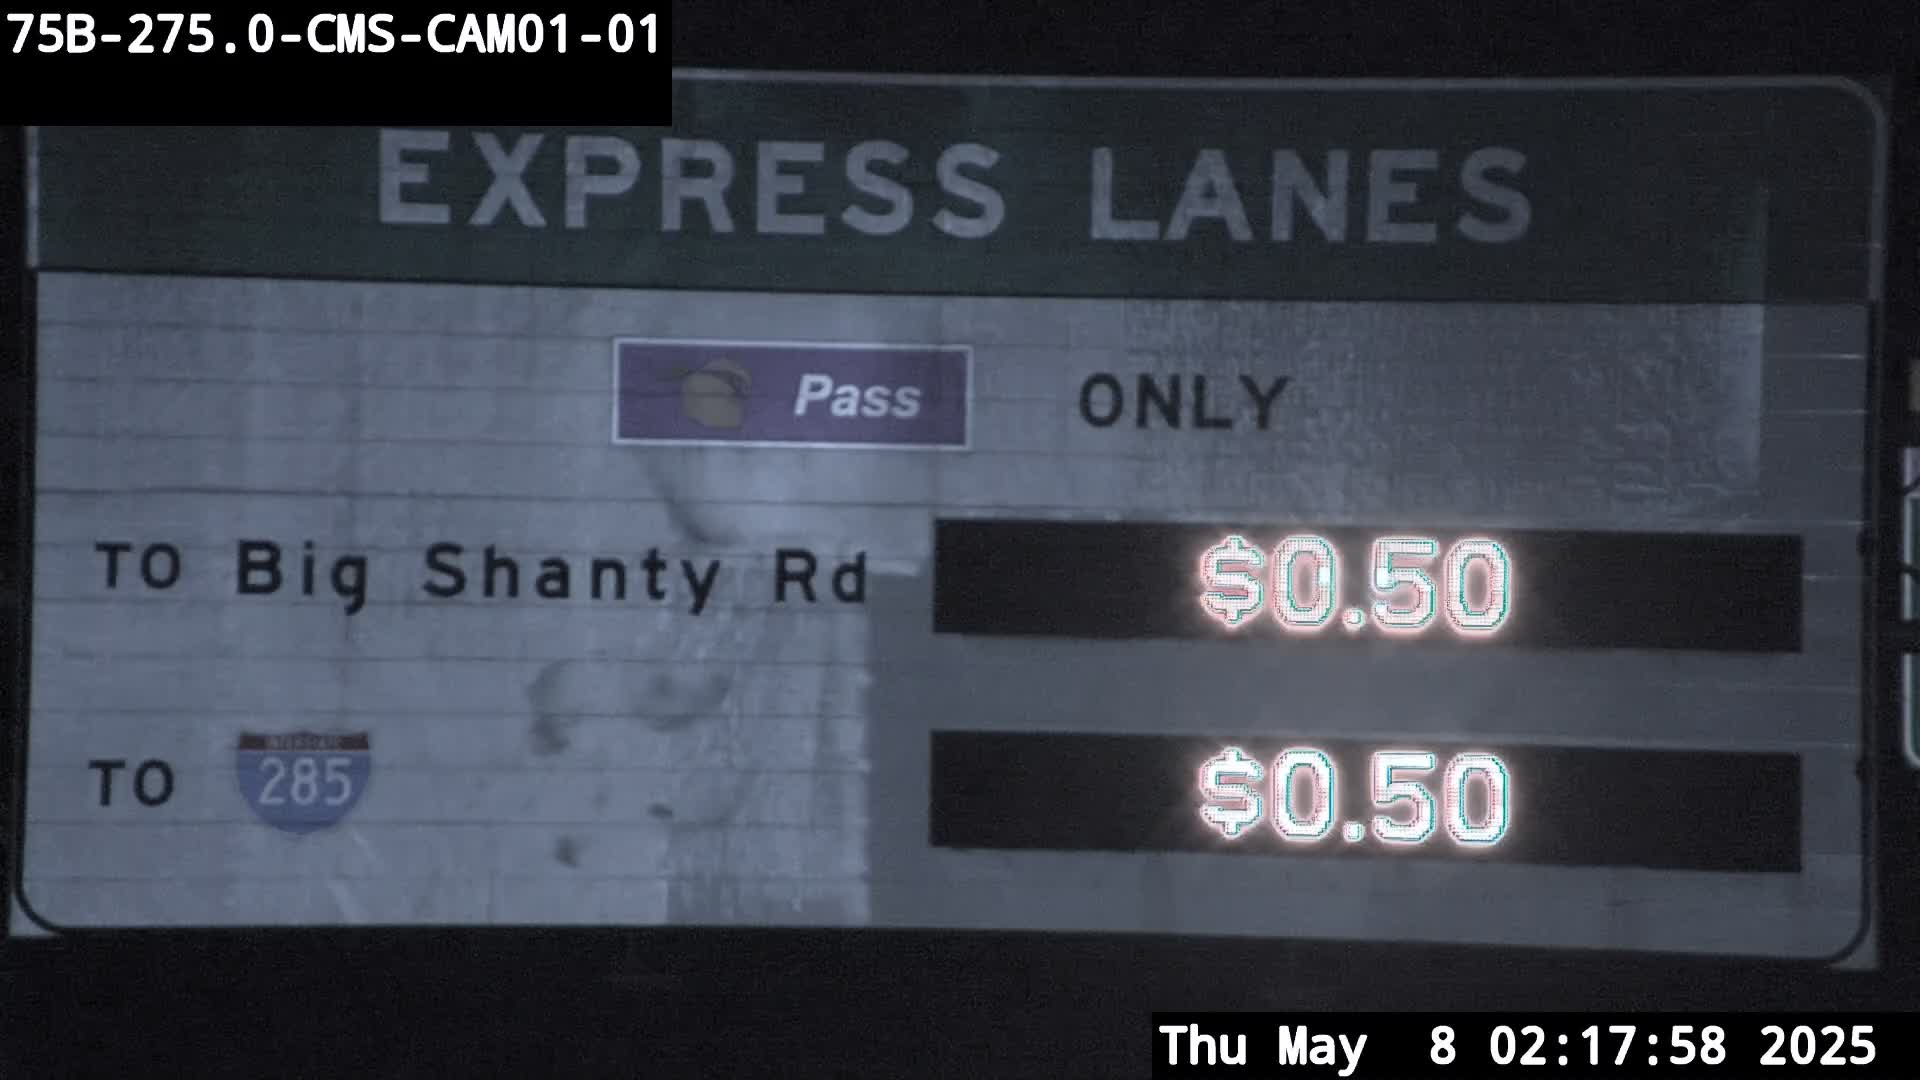 75B-275.0-CMS-CAM01-01
EXPRESS LANES
Pass ONLY
TO Big Shanty Rd $0.50
INTERSTATE
TO 285 $0.50
Thu May 8 02:17:58 2025